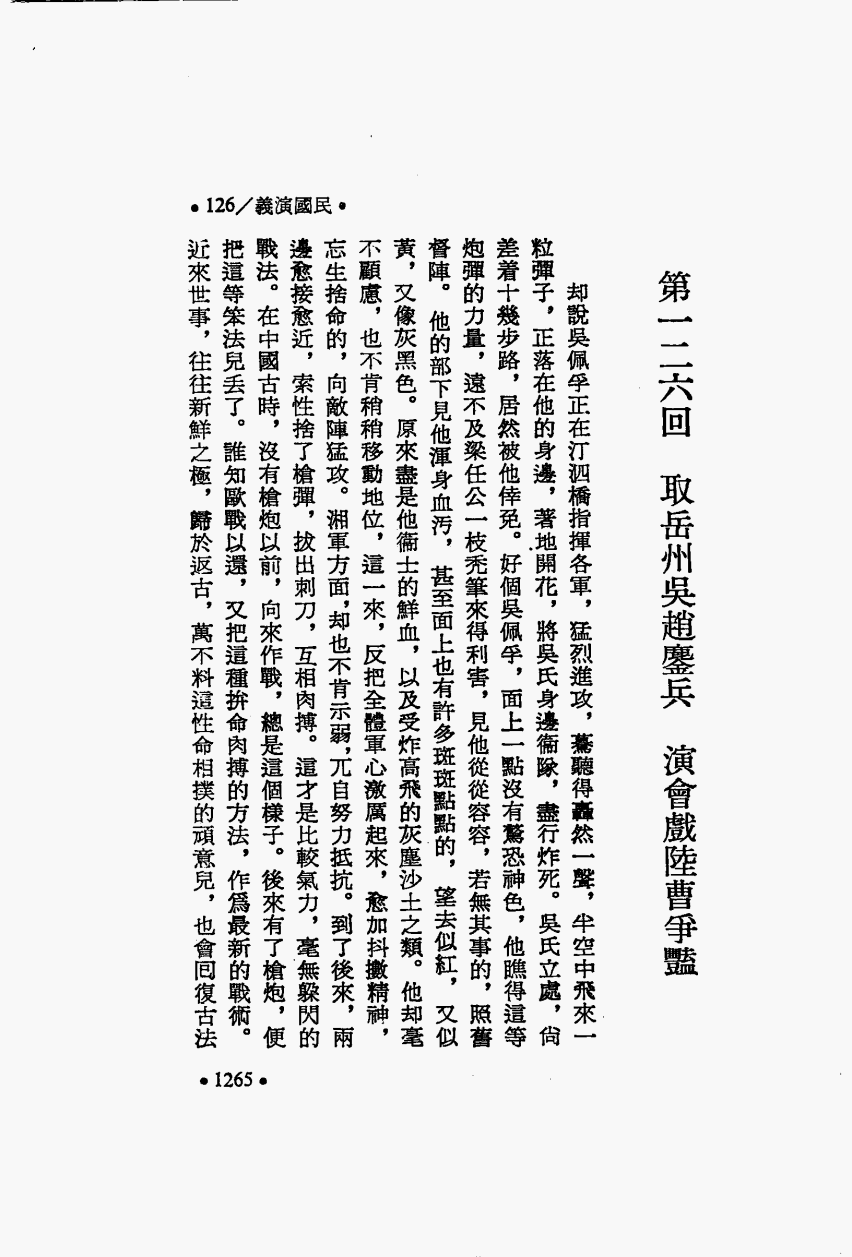 •126／義演國民•
第一二六回　取岳州吳趙鏖兵　演會戲陸曹爭豔
却說吳佩孚正在汀泗橋指揮各軍，猛烈進攻，驀聽得轟然一聲，半空中飛來一
粒彈子，正落在他的身邊，著地開花，將吳氏身邊衞隊，盡行炸死。吳氏立處，尙
差着十幾步路，居然被他倖免。好個吳佩孚，面上一點沒有驚恐神色，他瞧得這等
炮彈的力量，遠不及梁任公一枝禿筆來得利害，見他從從容容，若無其事的，照舊
督陣。他的部下見他渾身血汚，甚至面上也有許多斑斑點點的，望去似紅，又似
黃，又像灰黑色。原來盡是他衞士的鮮血，以及受炸高飛的灰塵沙土之類。他却毫
不顧慮，也不肯稍稍移動地位，這一來，反把全體軍心激厲起來，愈加抖擻精神，
忘生捨命的，向敵陣猛攻。湘軍方面，却也不肯示弱，兀自努力抵抗。到了後來，兩
邊愈接愈近，索性捨了槍彈，拔出刺刀，互相肉搏。這才是比較氣力，毫無躲閃的
戰法。在中國古時，沒有槍炮以前，向來作戰，總是這個樣子。後來有了槍炮，便
把這等笨法兒丢了。誰知歐戰以還，又把這種拚命肉搏的方法，作爲最新的戰術。
近來世事，往往新鮮之極，歸於返古，萬不料這性命相撲的頑意兒，也會囘復古法
•1265•